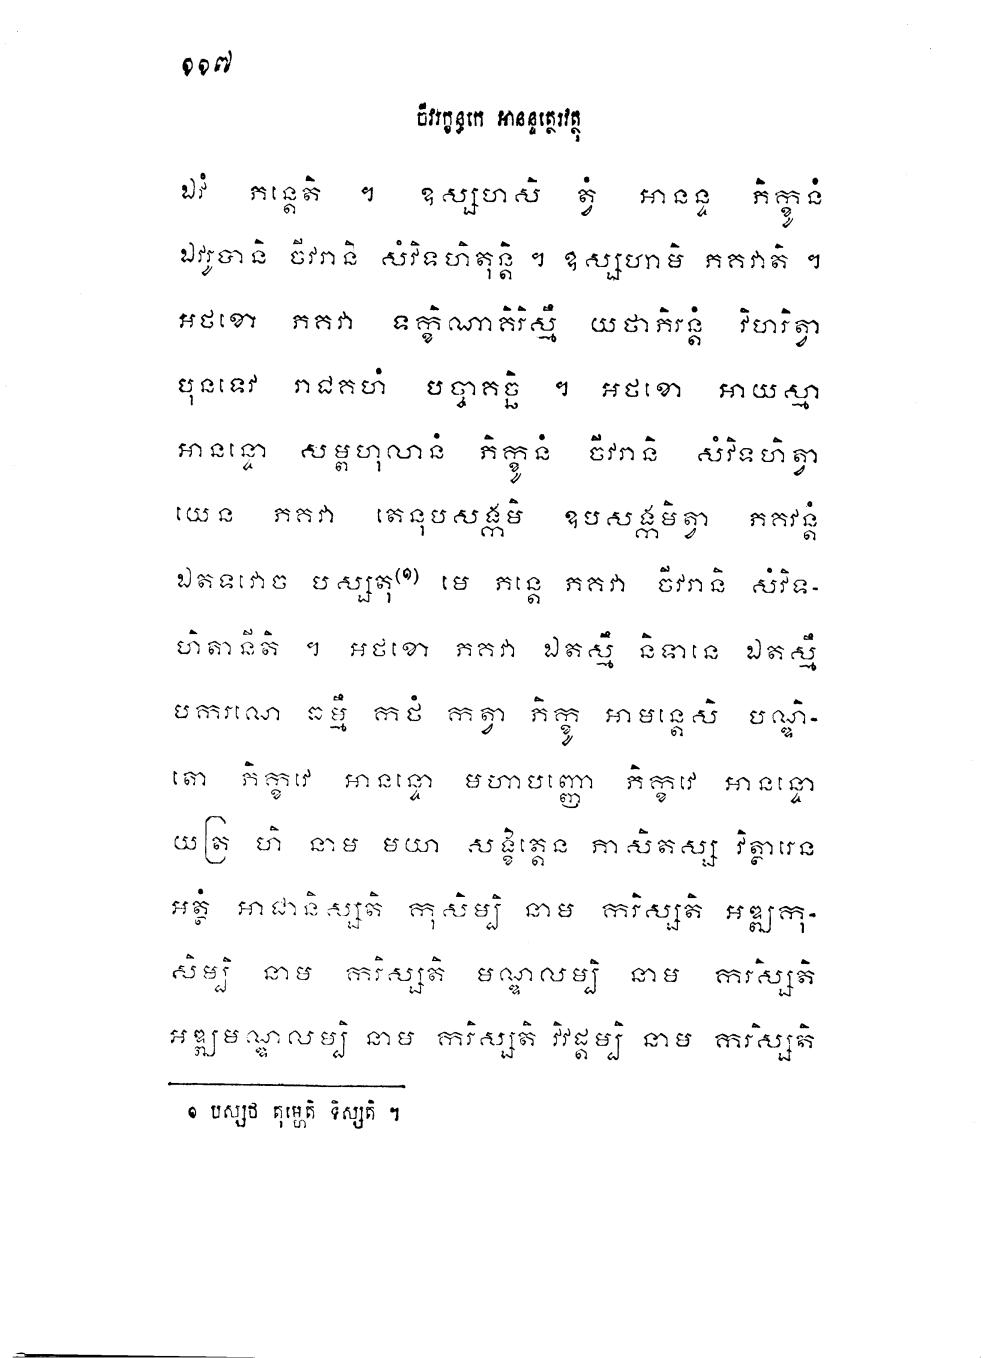 ១១៧
ចីវរក្ខន្ធកេ អានន្ទត្ថេរវត្ថុ
ឯវំ ភន្តេតិ ។ ឧស្សហសិ ត្វំ អានន្ទ ភិក្ខូនំ
ឯវរូបានិ ចីវរានិ សំវិទហិតុន្តិ ។ ឧស្សហាមិ ភគវាតិ ។
អថខោ ភគវា ទក្ខិណាគិរិស្មឹ យថាភិរន្តំ វិហរិត្វា
បុនទេវ រាជគហំ បច្ចាគច្ឆិ ។ អថខោ អាយស្មា
អានន្ទោ សម្ពហុលានំ ភិក្ខូនំ ចីវរានិ សំវិទហិត្វា
យេន ភគវា តេនុបសង្កមិ ឧបសង្កមិត្វា ភគវន្តំ
ឯតទវោច បស្សតុ(១) មេ ភន្តេ ភគវា ចីវរានិ សំវិទ-
ហិតានីតិ ។ អថខោ ភគវា ឯតស្មឹ និទានេ ឯតស្មឹ
បករណេ ធម្មឹ កថំ កត្វា ភិក្ខូ អាមន្តេសិ បណ្ឌិ-
តោ ភិក្ខវេ អានន្ទោ មហាបញ្ញោ ភិក្ខវេ អានន្ទោ
យត្រ ហិ នាម មយា សង្ខិត្តេន ភាសិតស្ស វិត្ថារេន
អត្ថំ អាជានិស្សតិ កុសិម្បិ នាម ករិស្សតិ អឌ្ឍកុ-
សិម្បិ នាម ករិស្សតិ មណ្ឌលម្បិ នាម ករិស្សតិ
អឌ្ឍមណ្ឌលម្បិ នាម ករិស្សតិ វិវដ្តម្បិ នាម ករិស្សតិ
១ បស្សថ តុម្ហេតិ ទិស្សតិ ។